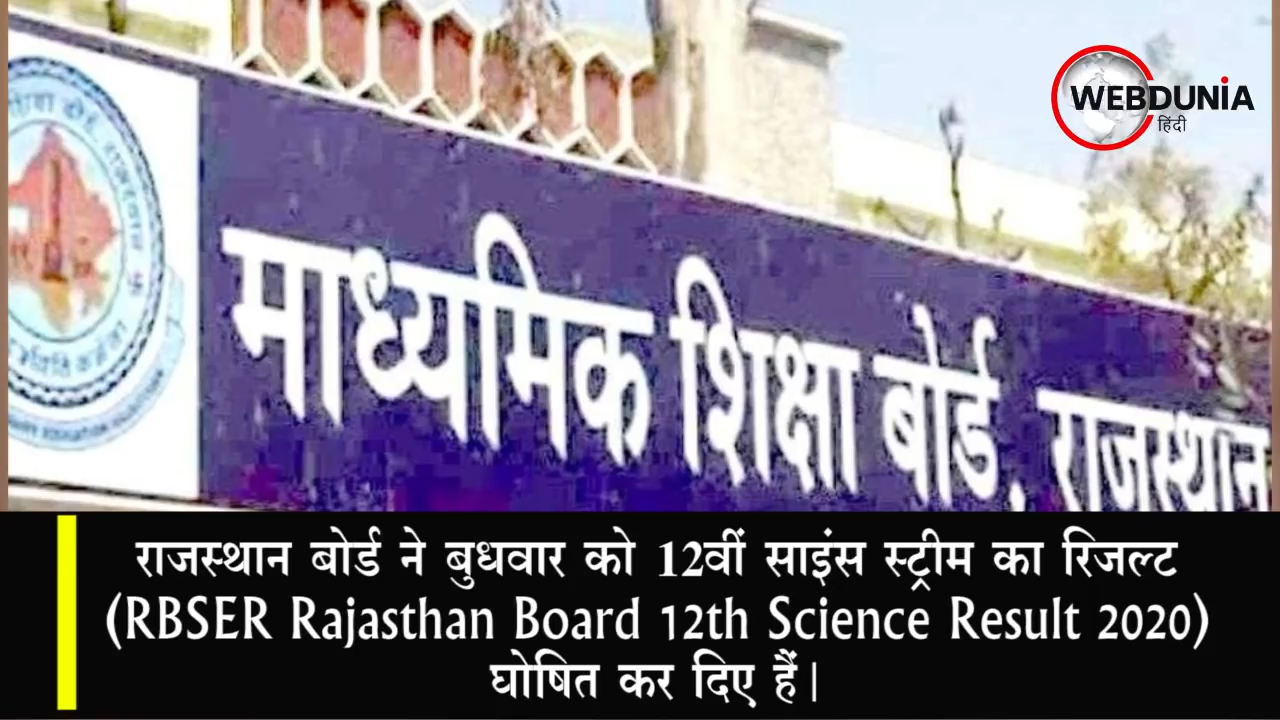 WEBDUNIA
हिंदी
माध्यमिक शिक्षा बोर्ड, राजस्थान
राजस्थान बोर्ड ने बुधवार को 12वीं साइंस स्ट्रीम का रिजल्ट
(RBSER Rajasthan Board 12th Science Result 2020)
घोषित कर दिए हैं।